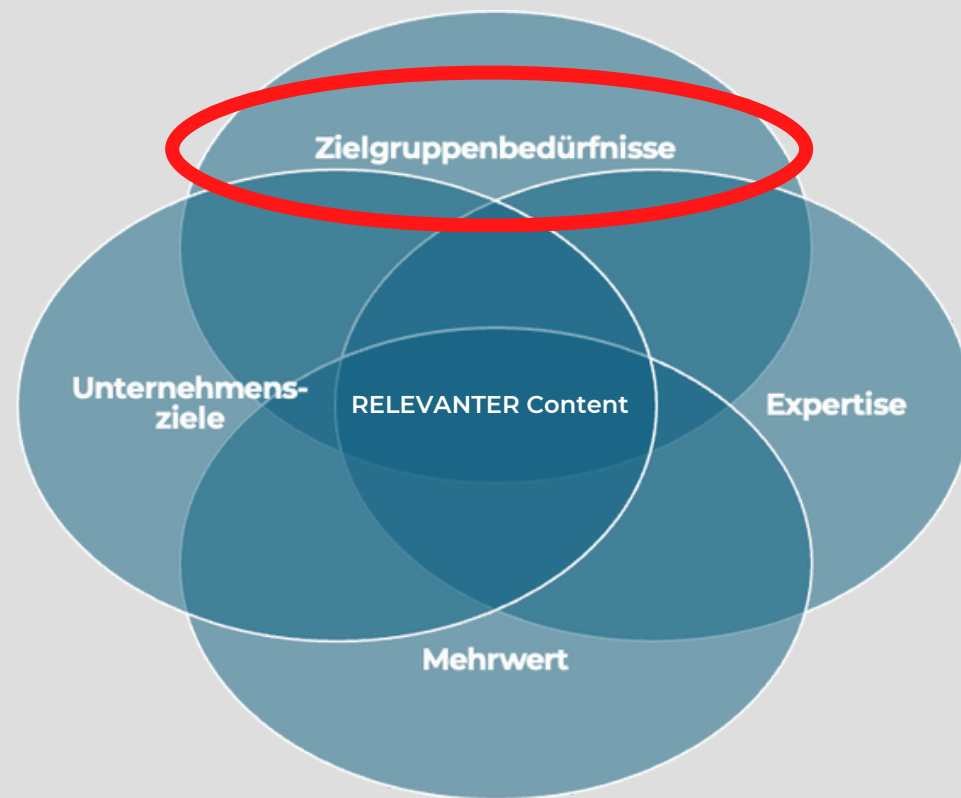 Zielgruppenbedürfnisse
Unternehmens-
ziele
RELEVANTER Content
Expertise
Mehrwert